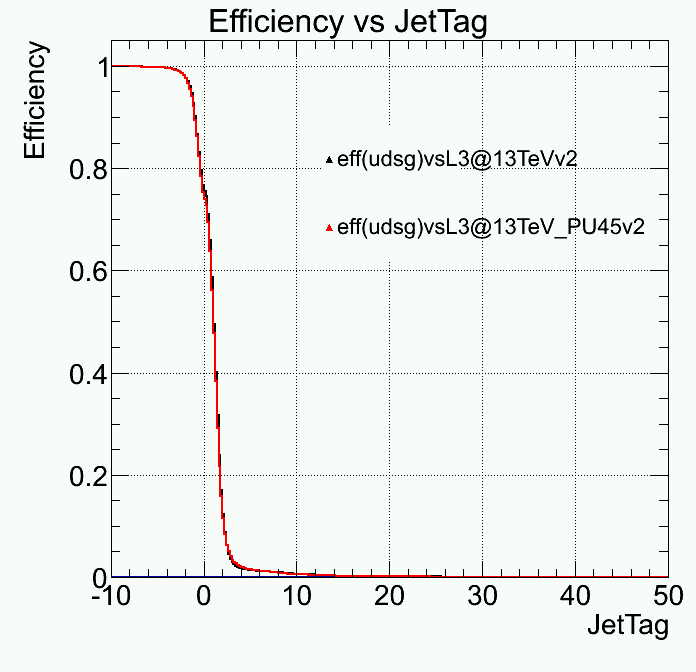 Efficiency vs JetTag
Efficiency
1
0.8
0.6
0.4
0.2
0
eff(udsg)vsL3@13TeVv2
eff(udsg)vsL3@13TeV_PU45v2
-10 0 10 20 30 40 50
JetTag